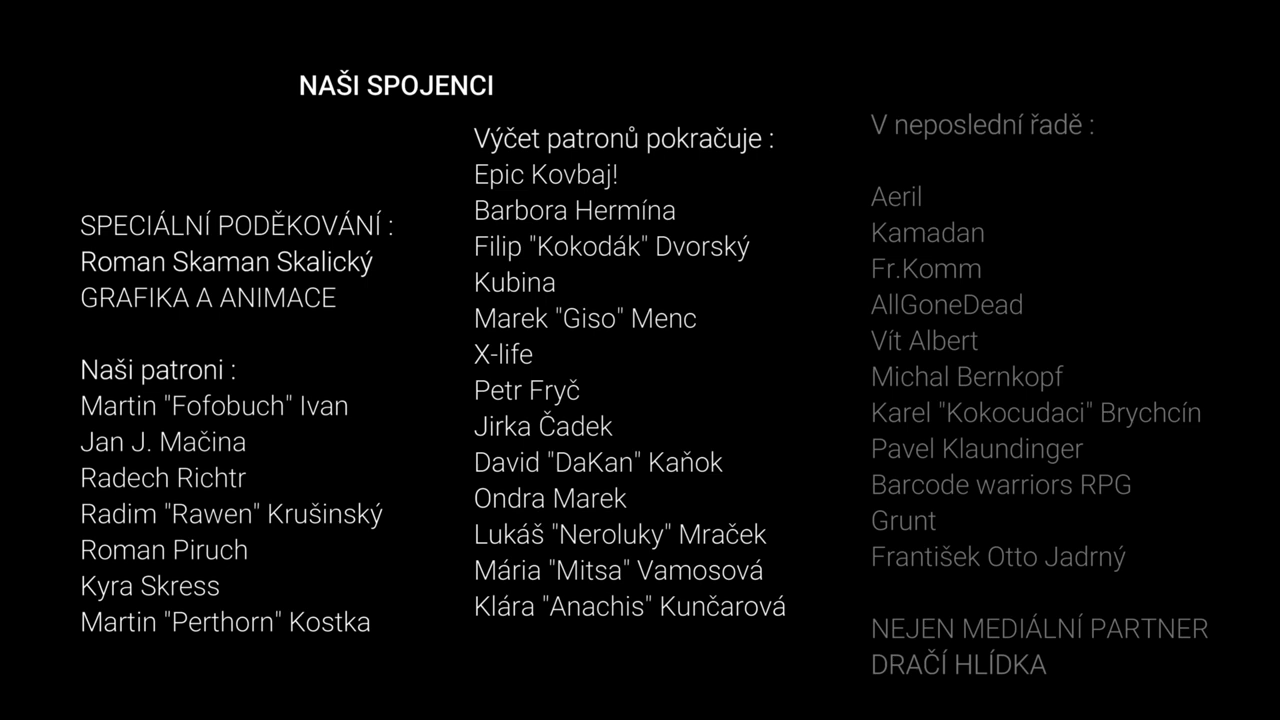 NAŠI SPOJENCI
SPECIÁLNÍ PODĚKOVÁNÍ :
Roman Skaman Skalický
GRAFIKA A ANIMACE
Naši patroni :
Martin "Fofobuch" Ivan
Jan J. Mačina
Radech Richtr
Radim "Rawen" Krušinský
Roman Piruch
Kyra Skress
Martin "Perthorn" Kostka
Výčet patronů pokračuje :
Epic Kovbaj!
Barbora Hermína
Filip "Kokodák" Dvorský
Kubina
Marek "Giso" Menc
X-life
Petr Fryč
Jirka Čadek
David "DaKan" Kaňok
Ondra Marek
Lukáš "Neroluky" Mraček
Mária "Mitsa" Vamosová
Klára "Anachis" Kunčarová
V neposlední řadě :
Aeril
Kamadan
Fr.Komm
AllGoneDead
Vít Albert
Michal Bernkopf
Karel "Kokocudaci" Brychcín
Pavel Klaundinger
Barcode warriors RPG
Grunt
František Otto Jadrný
NEJEN MEDIÁLNÍ PARTNER
DRAČÍ HLÍDKA